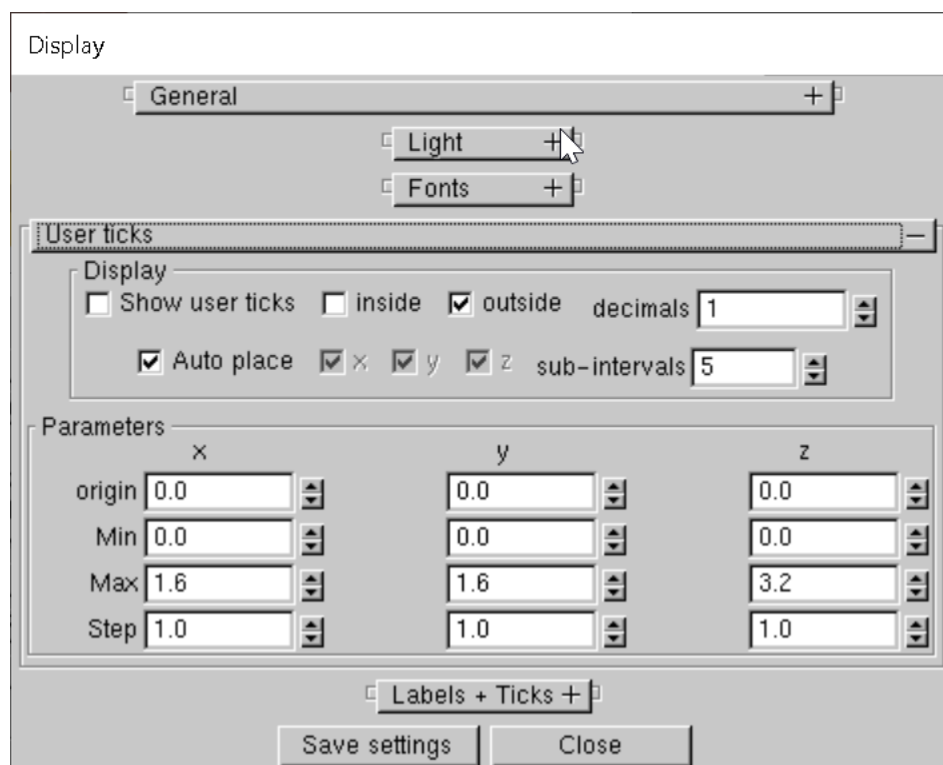 Display
General +
Light +
Fonts +
User ticks −
Display
Show user ticks inside outside decimals 1
Auto place x y z sub-intervals 5
Parameters
x y z
origin 0.0 0.0 0.0
Min 0.0 0.0 0.0
Max 1.6 1.6 3.2
Step 1.0 1.0 1.0
Labels + Ticks +
Save settings Close